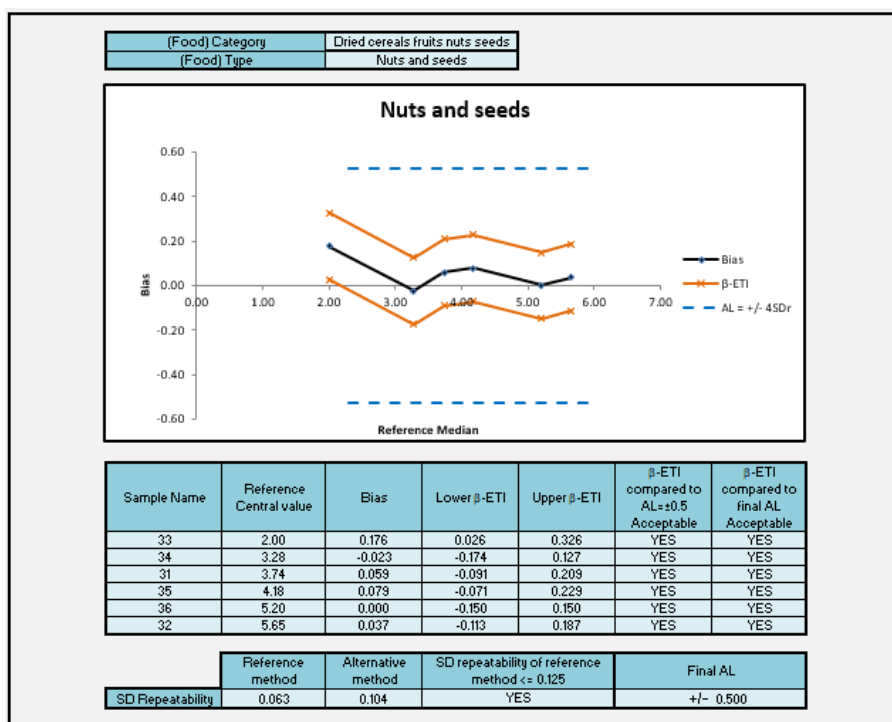 (Food) Category Dried cereals fruits nuts seeds
(Food) Type Nuts and seeds
Nuts and seeds
0.60
0.40
0.20
0.00
-0.20
-0.40
-0.60
0.00 1.00 2.00 3.00 4.00 5.00 6.00 7.00
Bias
Reference Median
Bias
β-ETI
AL = +/- 4SDr
Sample Name Reference Central value Bias Lower β-ETI Upper β-ETI β-ETI compared to AL=±0.5 Acceptable β-ETI compared to final AL Acceptable
33 2.00 0.176 0.026 0.326 YES YES
34 3.28 -0.023 -0.174 0.127 YES YES
31 3.74 0.059 -0.091 0.209 YES YES
35 4.18 0.079 -0.071 0.229 YES YES
36 5.20 0.000 -0.150 0.150 YES YES
32 5.65 0.037 -0.113 0.187 YES YES
Reference method Alternative method SD repeatability of reference method <= 0.125 Final AL
SD Repeatability 0.063 0.104 YES +/- 0.500